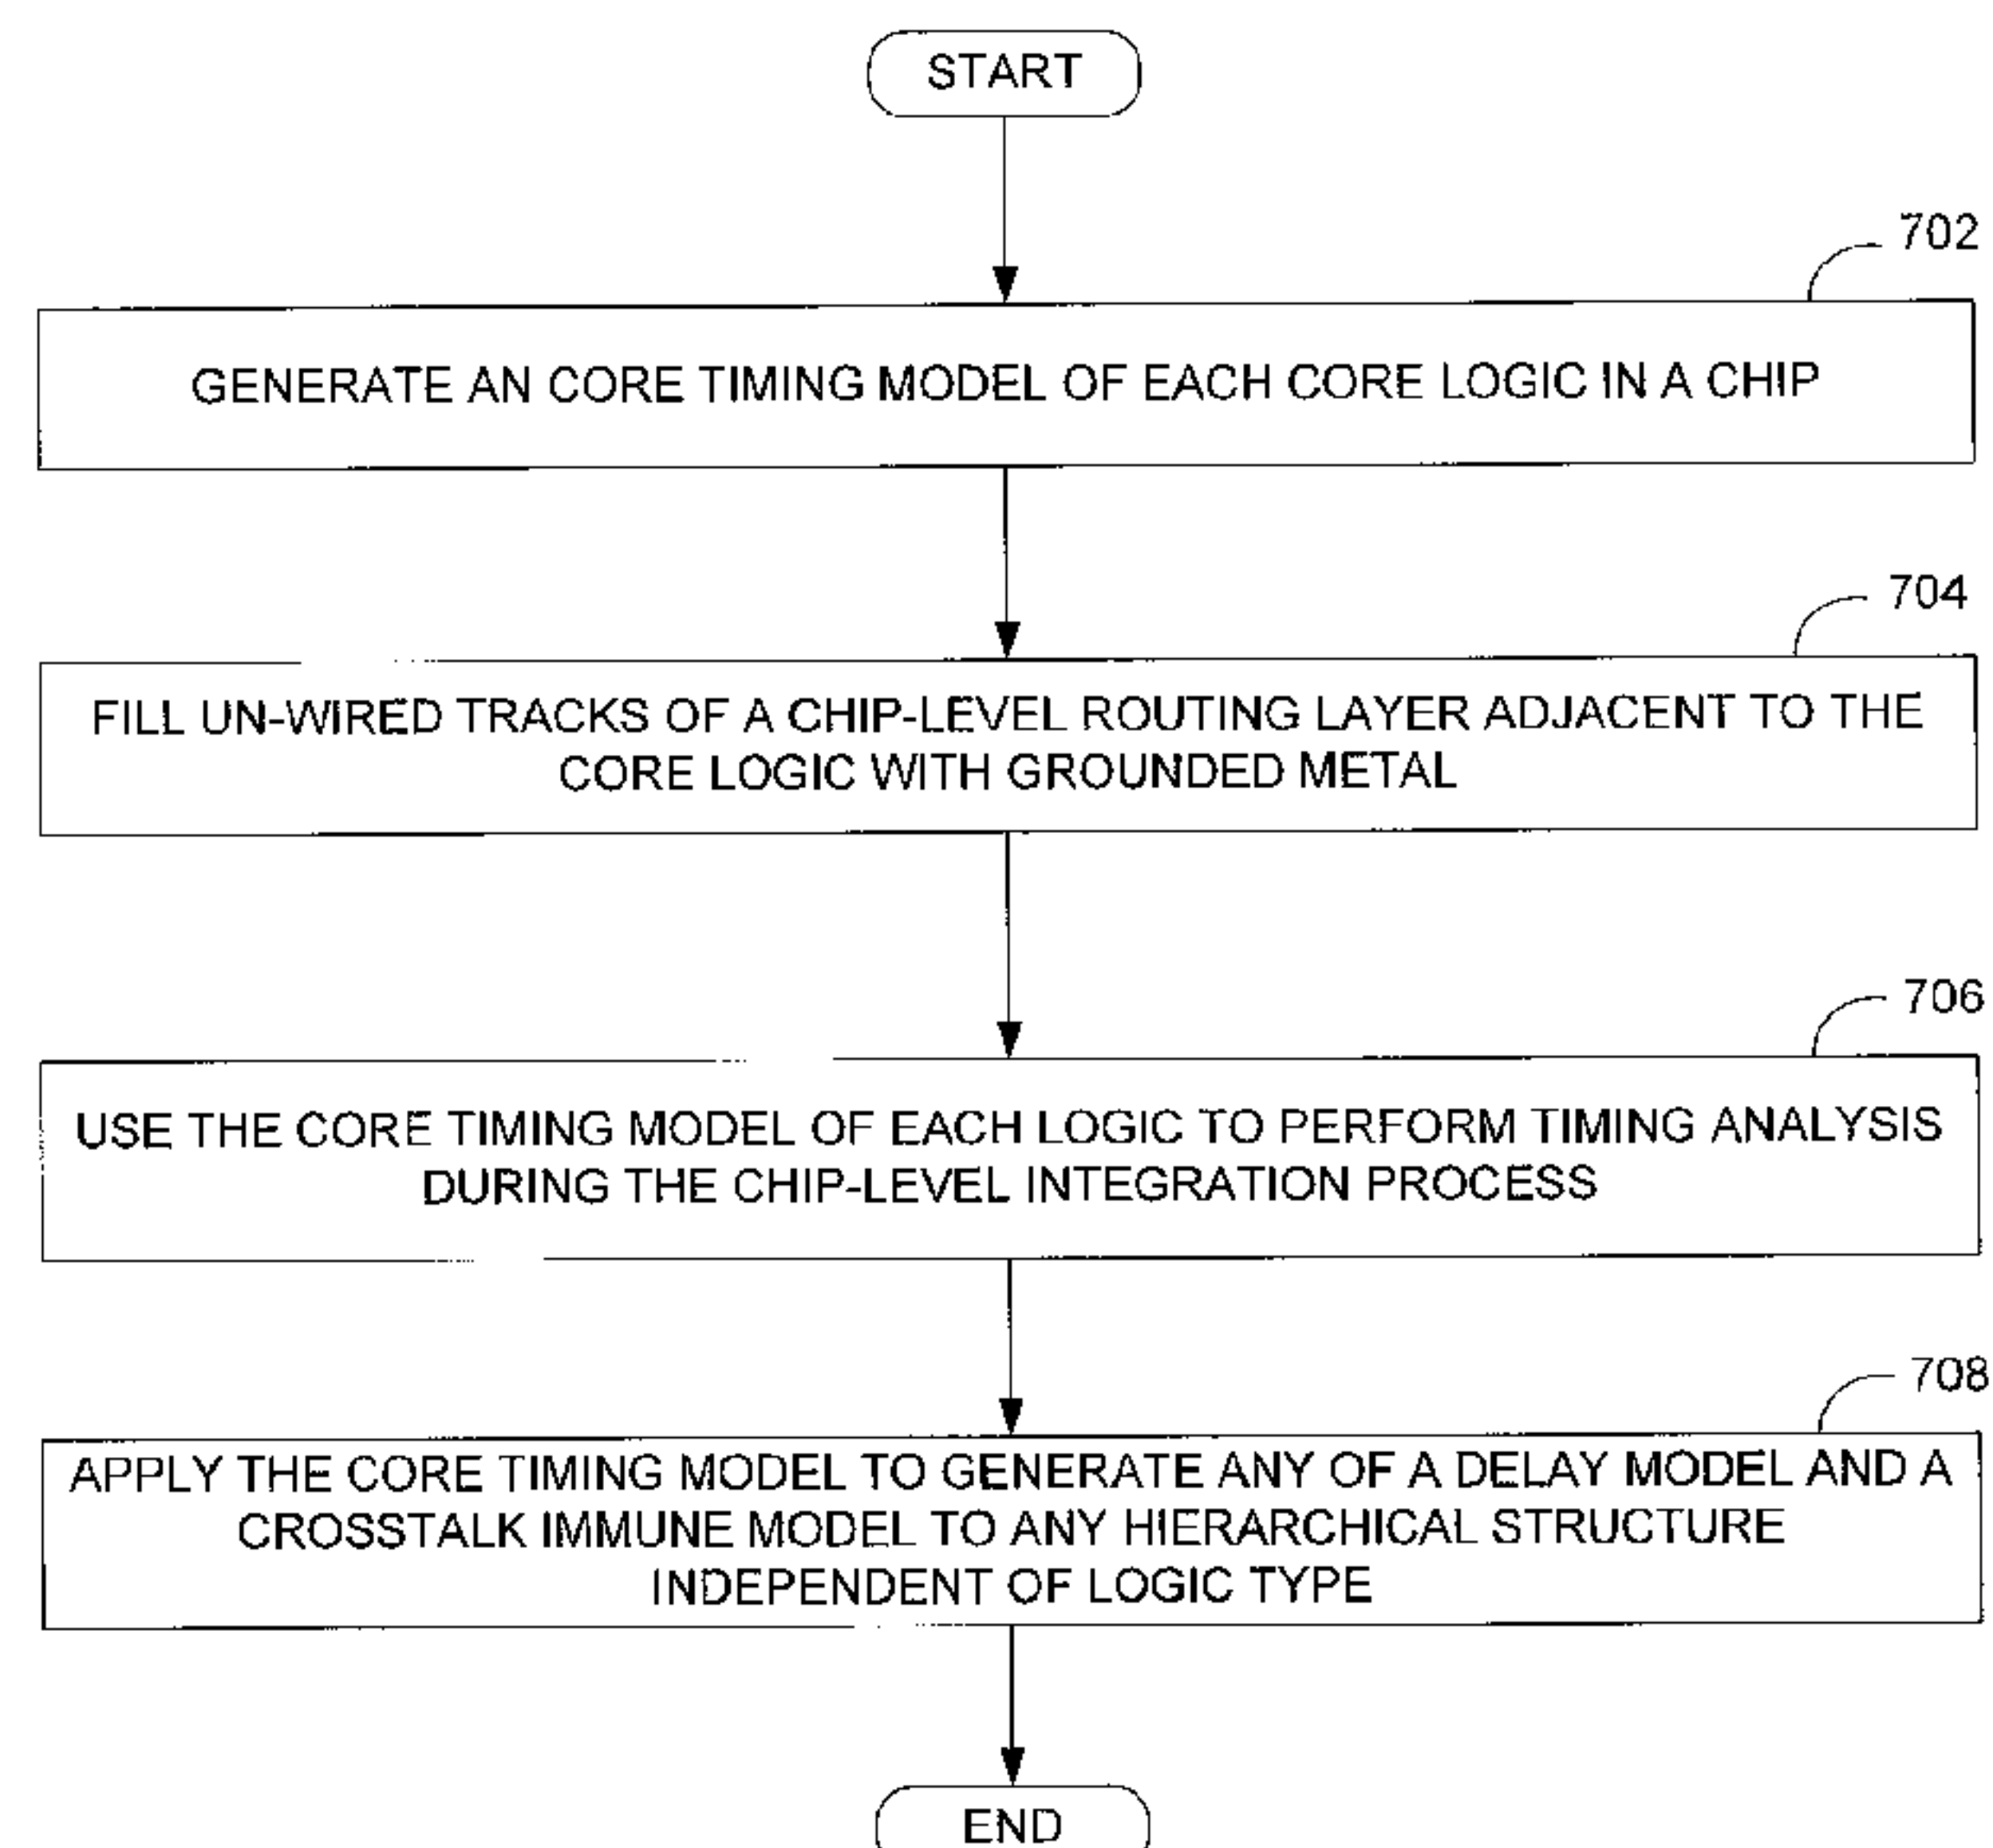 START
702
GENERATE AN CORE TIMING MODEL OF EACH CORE LOGIC IN A CHIP
704
FILL UN-WIRED TRACKS OF A CHIP-LEVEL ROUTING LAYER ADJACENT TO THE
CORE LOGIC WITH GROUNDED METAL
706
USE THE CORE TIMING MODEL OF EACH LOGIC TO PERFORM TIMING ANALYSIS
DURING THE CHIP-LEVEL INTEGRATION PROCESS
708
APPLY THE CORE TIMING MODEL TO GENERATE ANY OF A DELAY MODEL AND A
CROSSTALK IMMUNE MODEL TO ANY HIERARCHICAL STRUCTURE
INDEPENDENT OF LOGIC TYPE
END